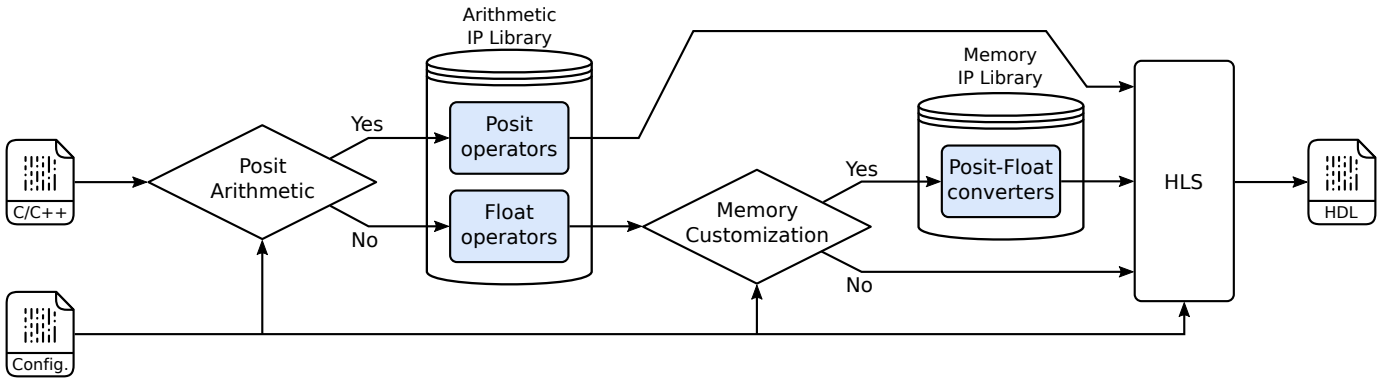 Arithmetic
IP Library
Memory
IP Library
Yes
Posit
operators
C/C++
Posit
Arithmetic
Yes
Posit-Float
converters
HLS
HDL
No
Float
operators
Memory
Customization
No
Config.